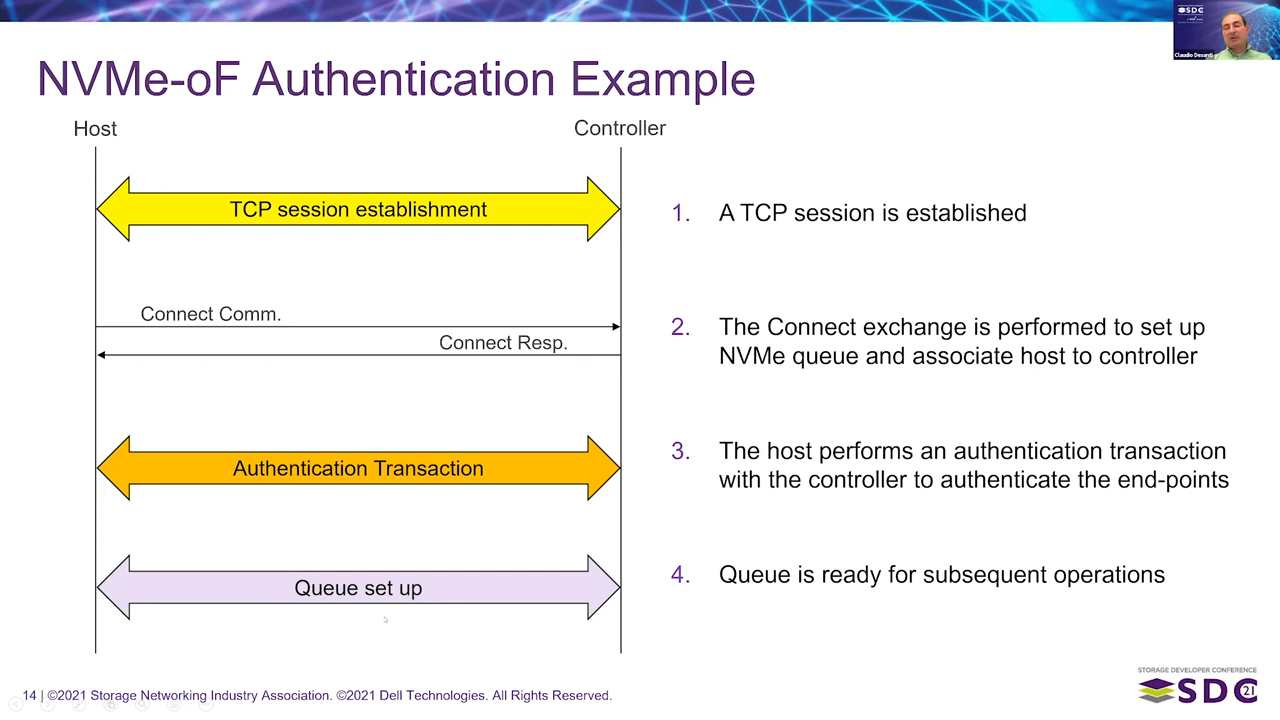 SDC
Claudio Desanti
NVMe-oF Authentication Example
Host
Controller
TCP session establishment
1. A TCP session is established
Connect Comm.
Connect Resp.
2. The Connect exchange is performed to set up
NVMe queue and associate host to controller
Authentication Transaction
3. The host performs an authentication transaction
with the controller to authenticate the end-points
Queue set up
4. Queue is ready for subsequent operations
14 | ©2021 Storage Networking Industry Association. ©2021 Dell Technologies. All Rights Reserved.
STORAGE DEVELOPER CONFERENCE
SDC 21